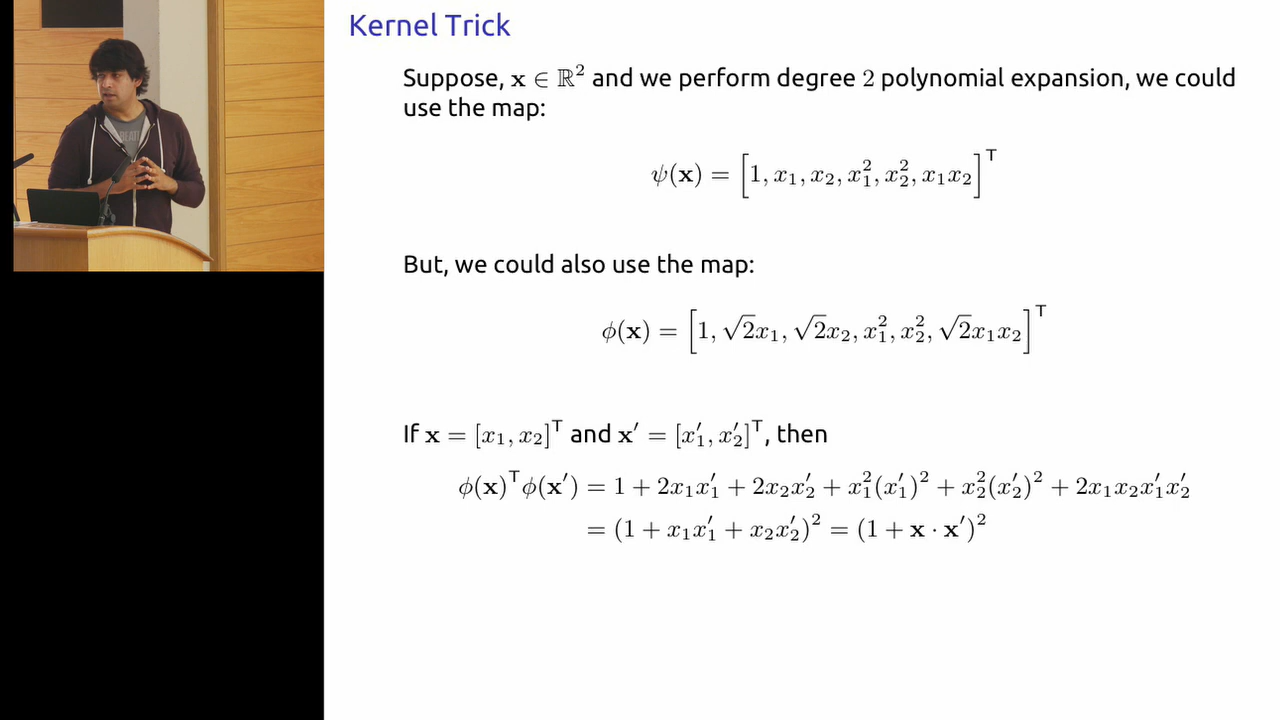 Kernel Trick
Suppose, x ∈ ℝ² and we perform degree 2 polynomial expansion, we could
use the map:
ψ(x) = [1, x₁, x₂, x₁², x₂², x₁x₂]ᵀ
But, we could also use the map:
ϕ(x) = [1, √2x₁, √2x₂, x₁², x₂², √2x₁x₂]ᵀ
If x = [x₁, x₂]ᵀ and x′ = [x′₁, x′₂]ᵀ, then
ϕ(x)ᵀϕ(x′) = 1 + 2x₁x′₁ + 2x₂x′₂ + x₁²(x′₁)² + x₂²(x′₂)² + 2x₁x₂x′₁x′₂
= (1 + x₁x′₁ + x₂x′₂)² = (1 + x · x′)²